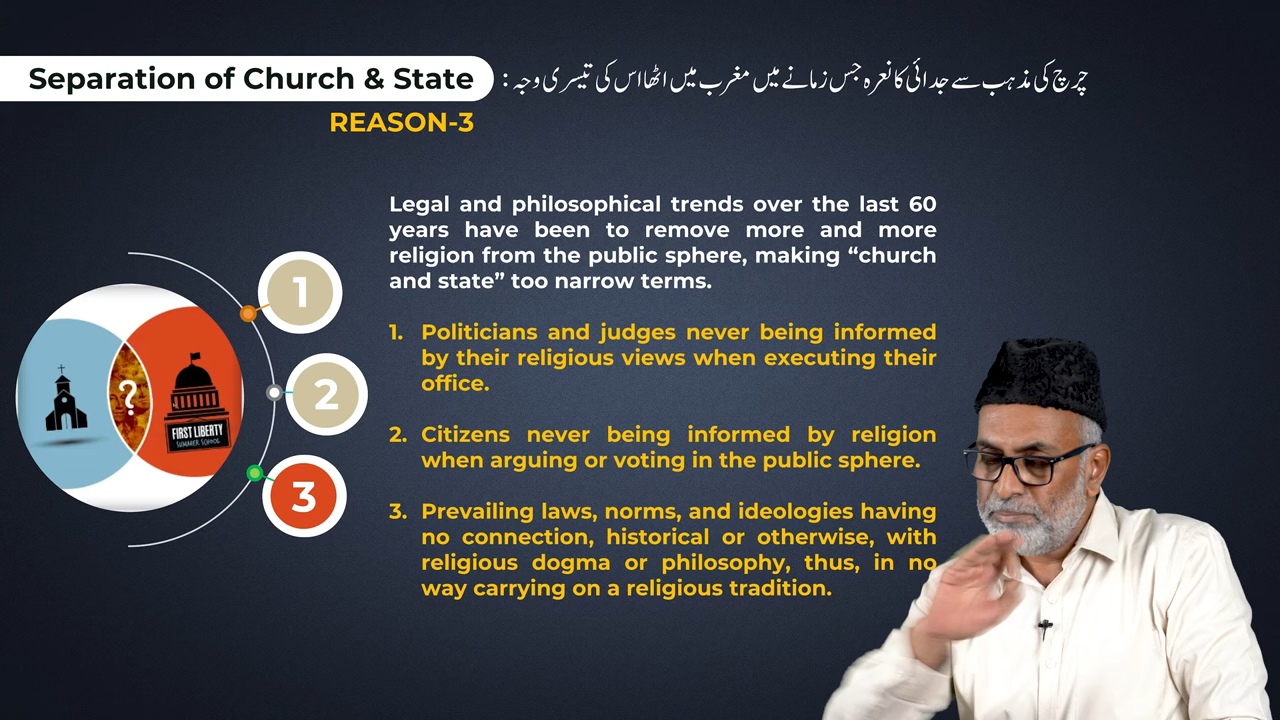 Separation of Church & State
چرچ کی مذہب سے جدائی کا نعرہ جس زمانے میں مغرب میں اٹھا اس کی تیسری وجہ :
REASON-3
Legal and philosophical trends over the last 60
years have been to remove more and more
religion from the public sphere, making “church
and state” too narrow terms.
1. Politicians and judges never being informed
by their religious views when executing their
office.
2. Citizens never being informed by religion
when arguing or voting in the public sphere.
3. Prevailing laws, norms, and ideologies having
no connection, historical or otherwise, with
religious dogma or philosophy, thus, in no
way carrying on a religious tradition.
1
2
3
?
FIRST LIBERTY
SUMMER SCHOOL